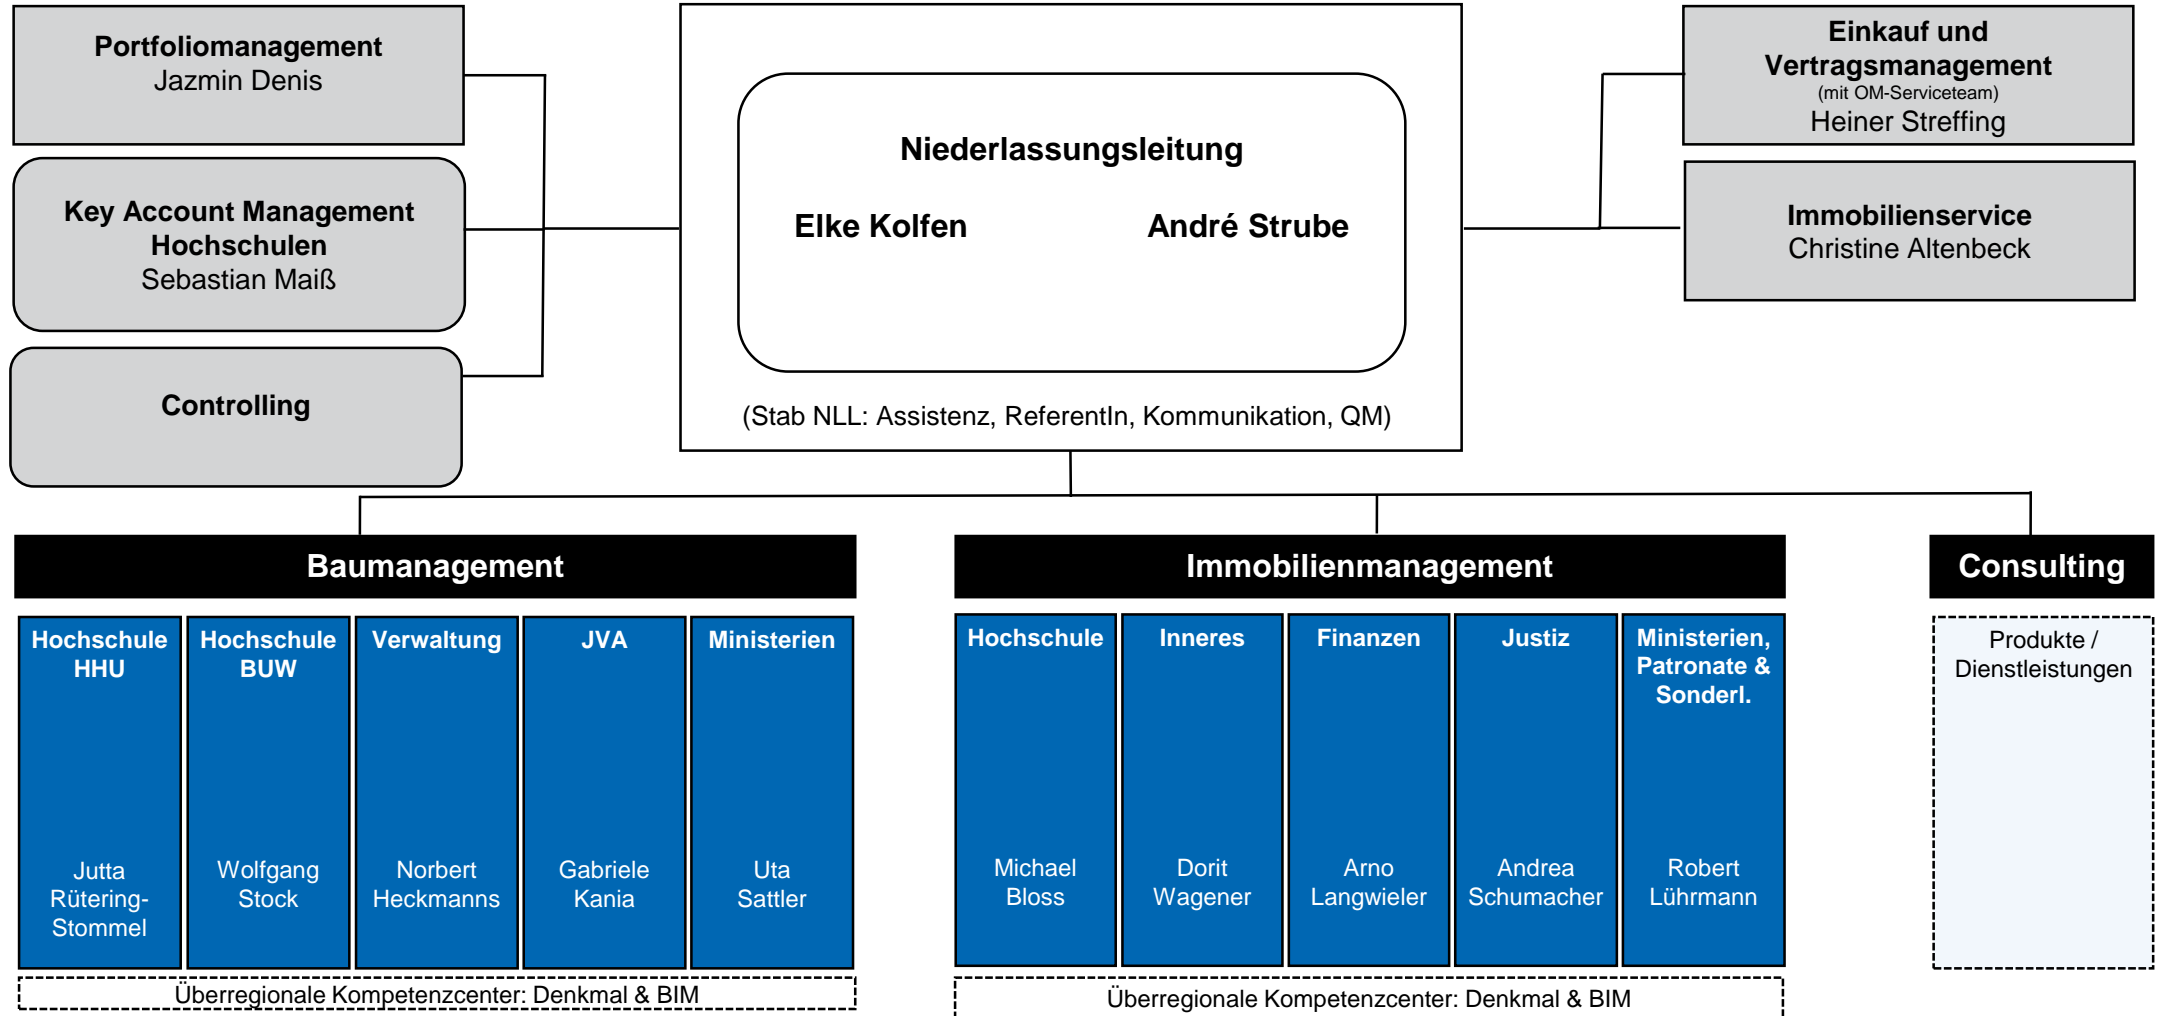 Portfoliomanagement
Jazmin Denis
Key Account Management
Hochschulen
Sebastian Maiß
Controlling
Niederlassungsleitung
Elke Kolfen André Strube
(Stab NLL: Assistenz, ReferentIn, Kommunikation, QM)
Einkauf und
Vertragsmanagement
(mit OM-Serviceteam)
Heiner Streffing
Immobilienservice
Christine Altenbeck
Baumanagement
Hochschule
HHU
Jutta
Rütering-
Stommel
Hochschule
BUW
Wolfgang
Stock
Verwaltung
Norbert
Heckmanns
JVA
Gabriele
Kania
Ministerien
Uta
Sattler
Überregionale Kompetenzcenter: Denkmal & BIM
Immobilienmanagement
Hochschule
Michael
Bloss
Inneres
Dorit
Wagener
Finanzen
Arno
Langwieler
Justiz
Andrea
Schumacher
Ministerien,
Patronate &
Sonderl.
Robert
Lührmann
Überregionale Kompetenzcenter: Denkmal & BIM
Consulting
Produkte /
Dienstleistungen